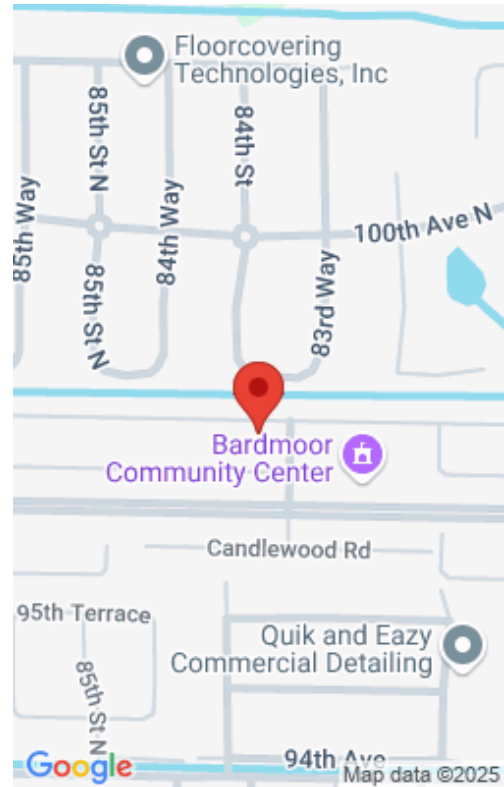 Floorcovering
Technologies, Inc
85th St N
84th St
85th Way
84th Way
100th Ave N
85th St N
83rd Way
Bardmoor
Community Center
Candlewood Rd
95th Terrace
Quik and Eazy
Commercial Detailing
85th St N
94th Ave
Google
Map data ©2025